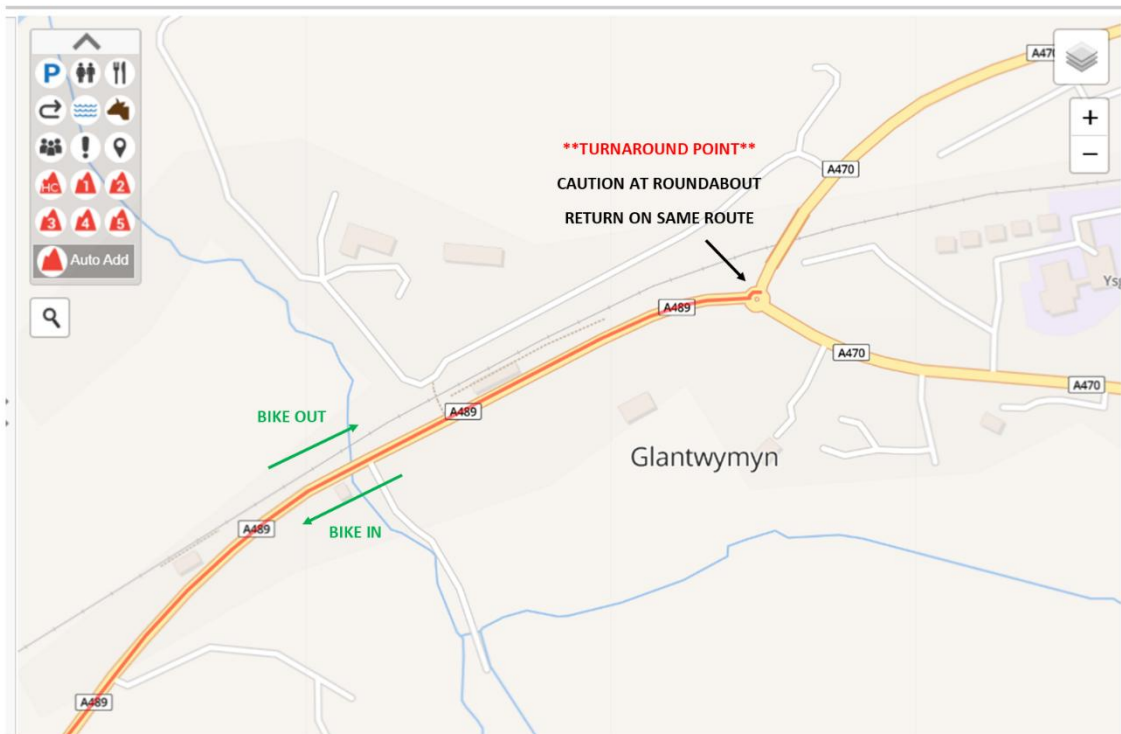 P
HC
1
2
3
4
5
Auto Add
A470
+
−
**TURNAROUND POINT**
CAUTION AT ROUNDABOUT
RETURN ON SAME ROUTE
A470
A489
A470
A470
A489
BIKE OUT
Glantwymyn
A489
BIKE IN
A489